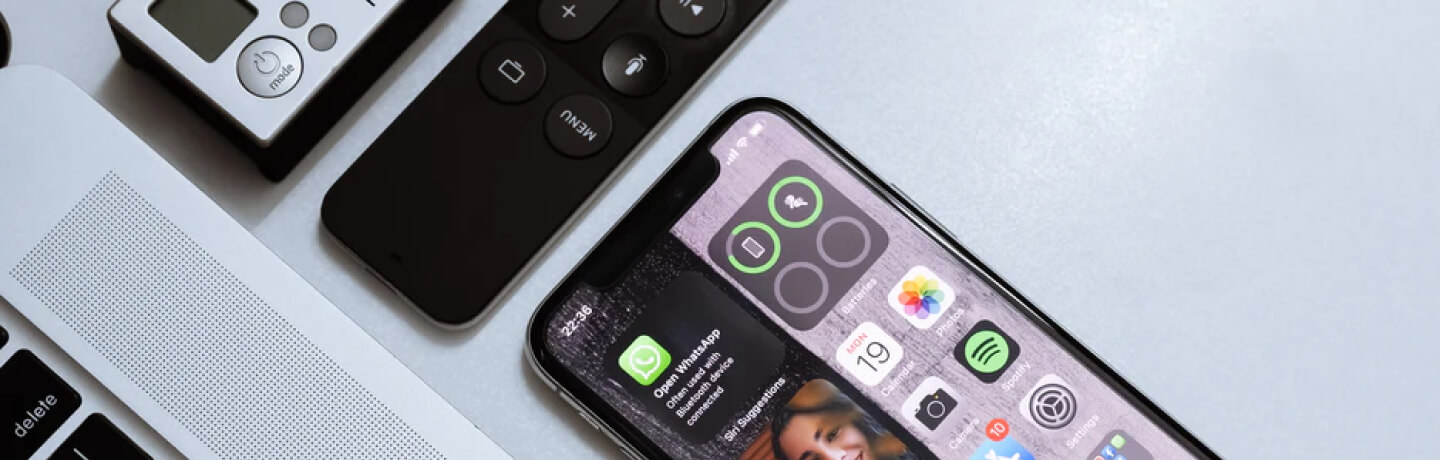 mode
MENU
delete
22:36
Open WhatsApp
Often used with
Bluetooth device
connected
Siri Suggestions
Batteries
Photos
MON
19
Calendar
Spotify
Camera
Settings
10